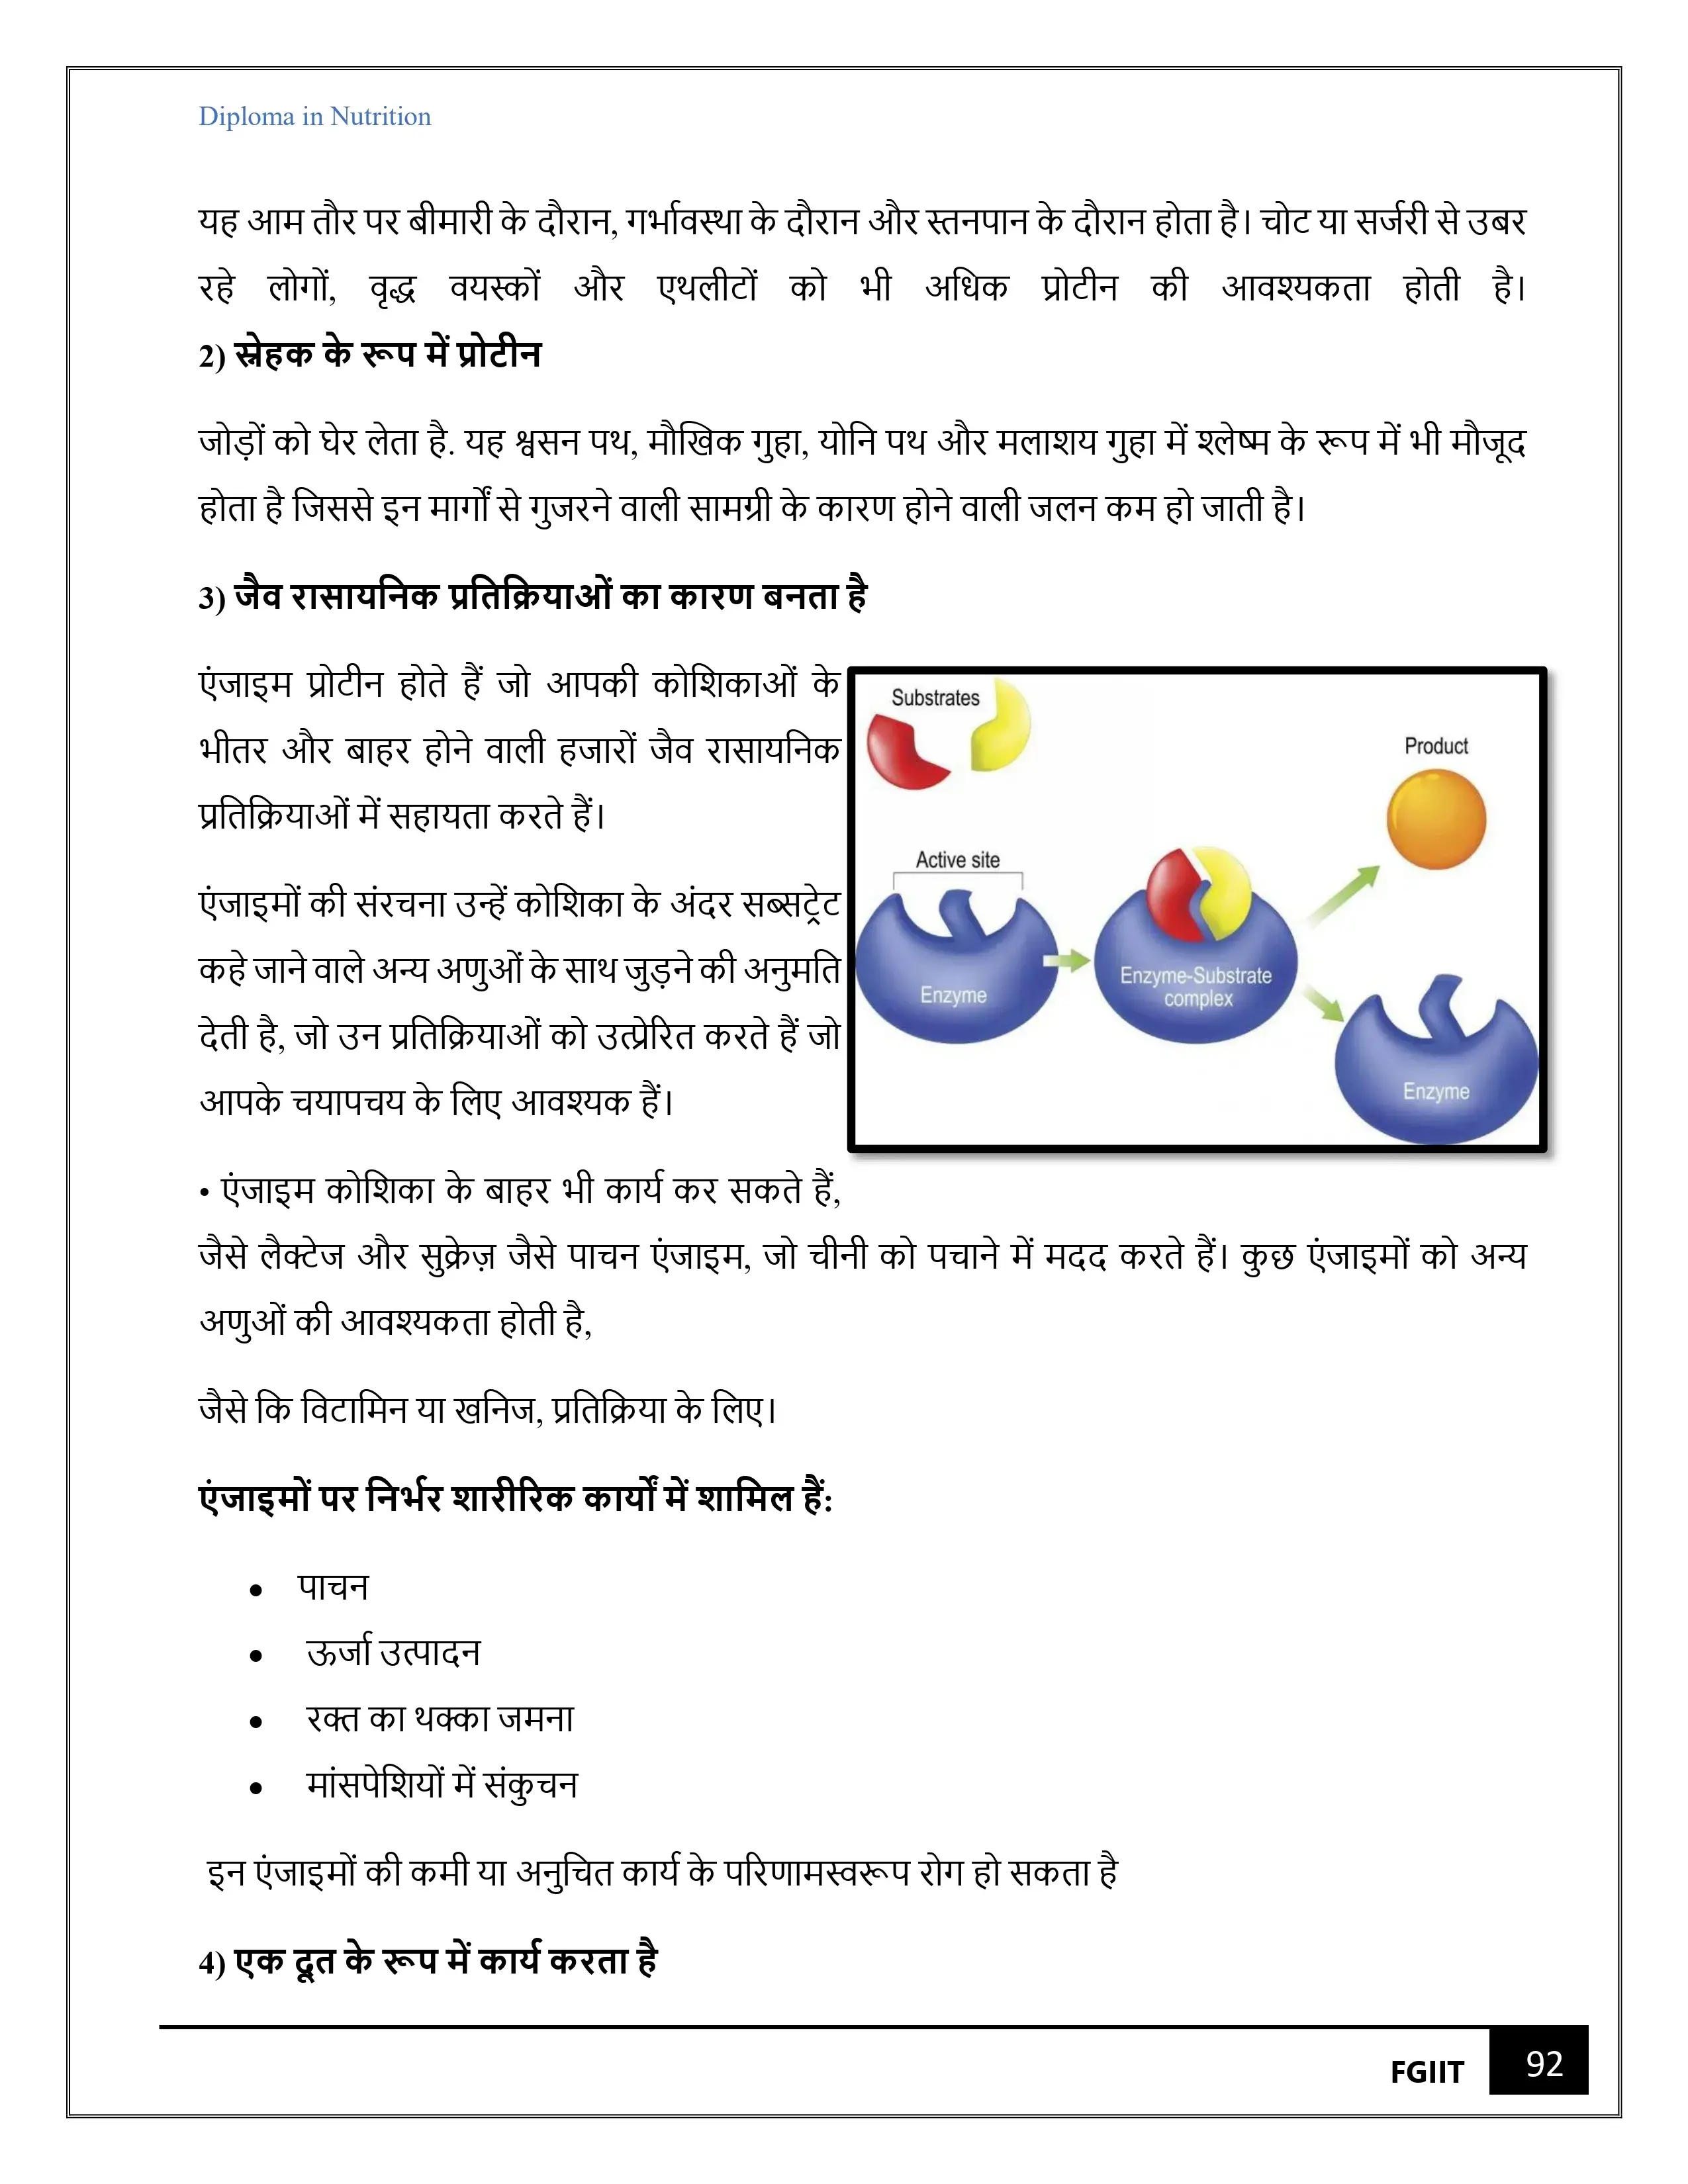 Diploma in Nutrition
यह आम तौर पर बीमारी के दौरान, गर्भावस्था के दौरान और स्तनपान के दौरान होता है। चोट या सर्जरी से उबर
रहे लोगों, वृद्ध वयस्कों और एथलीटों को भी अधिक प्रोटीन की आवश्यकता होती है।
2) स्नेहक के रूप में प्रोटीन
जोड़ों को घेर लेता है. यह श्वसन पथ, मौखिक गुहा, योनि पथ और मलाशय गुहा में श्लेष्म के रूप में भी मौजूद
होता है जिससे इन मार्गों से गुजरने वाली सामग्री के कारण होने वाली जलन कम हो जाती है।
3) जैव रासायनिक प्रतिक्रियाओं का कारण बनता है
एंजाइम प्रोटीन होते हैं जो आपकी कोशिकाओं के
भीतर और बाहर होने वाली हजारों जैव रासायनिक
प्रतिक्रियाओं में सहायता करते हैं।
एंजाइमों की संरचना उन्हें कोशिका के अंदर सब्सट्रेट
कहे जाने वाले अन्य अणुओं के साथ जुड़ने की अनुमति
देती है, जो उन प्रतिक्रियाओं को उत्प्रेरित करते हैं जो
आपके चयापचय के लिए आवश्यक हैं।
Substrates
Product
Active site
Enzyme
Enzyme-Substrate
complex
Enzyme
• एंजाइम कोशिका के बाहर भी कार्य कर सकते हैं,
जैसे लैक्टेज और सुक्रेज़ जैसे पाचन एंजाइम, जो चीनी को पचाने में मदद करते हैं। कुछ एंजाइमों को अन्य
अणुओं की आवश्यकता होती है,
जैसे कि विटामिन या खनिज, प्रतिक्रिया के लिए।
एंजाइमों पर निर्भर शारीरिक कार्यों में शामिल हैं:
• पाचन
• ऊर्जा उत्पादन
• रक्त का थक्का जमना
• मांसपेशियों में संकुचन
इन एंजाइमों की कमी या अनुचित कार्य के परिणामस्वरूप रोग हो सकता है
4) एक दूत के रूप में कार्य करता है
FGIIT 92